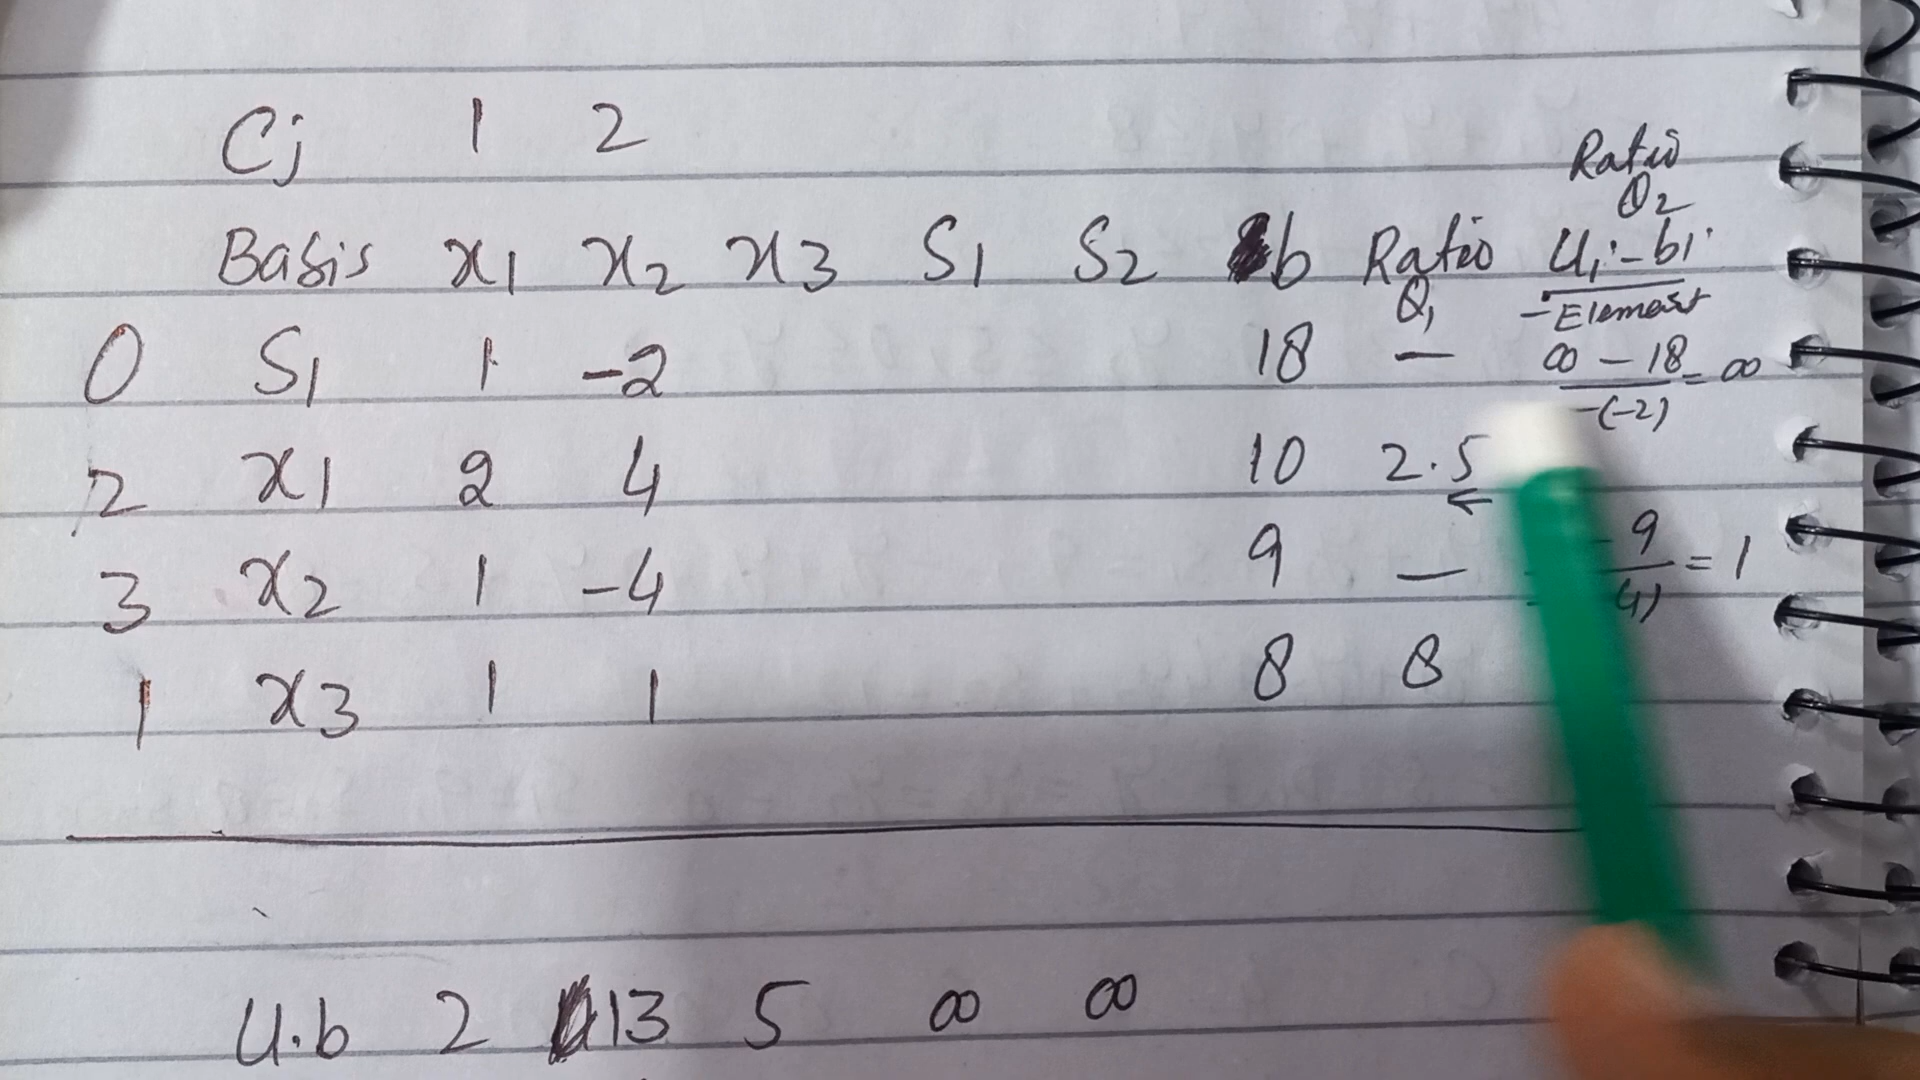 Cj 1 2 Ratio
θ2
Basis x1 x2 x3 S1 S2 b Ratio Ui-bi
θ1 -Element
0 S1 1 -2 18 — ∞ - 18 = ∞
-(-2)
2 x1 2 4 10 2.5
←
3 x2 1 -4 9 — - 9 = 1
4)
1 x3 1 1 8 8
U.b 2 13 5 ∞ ∞